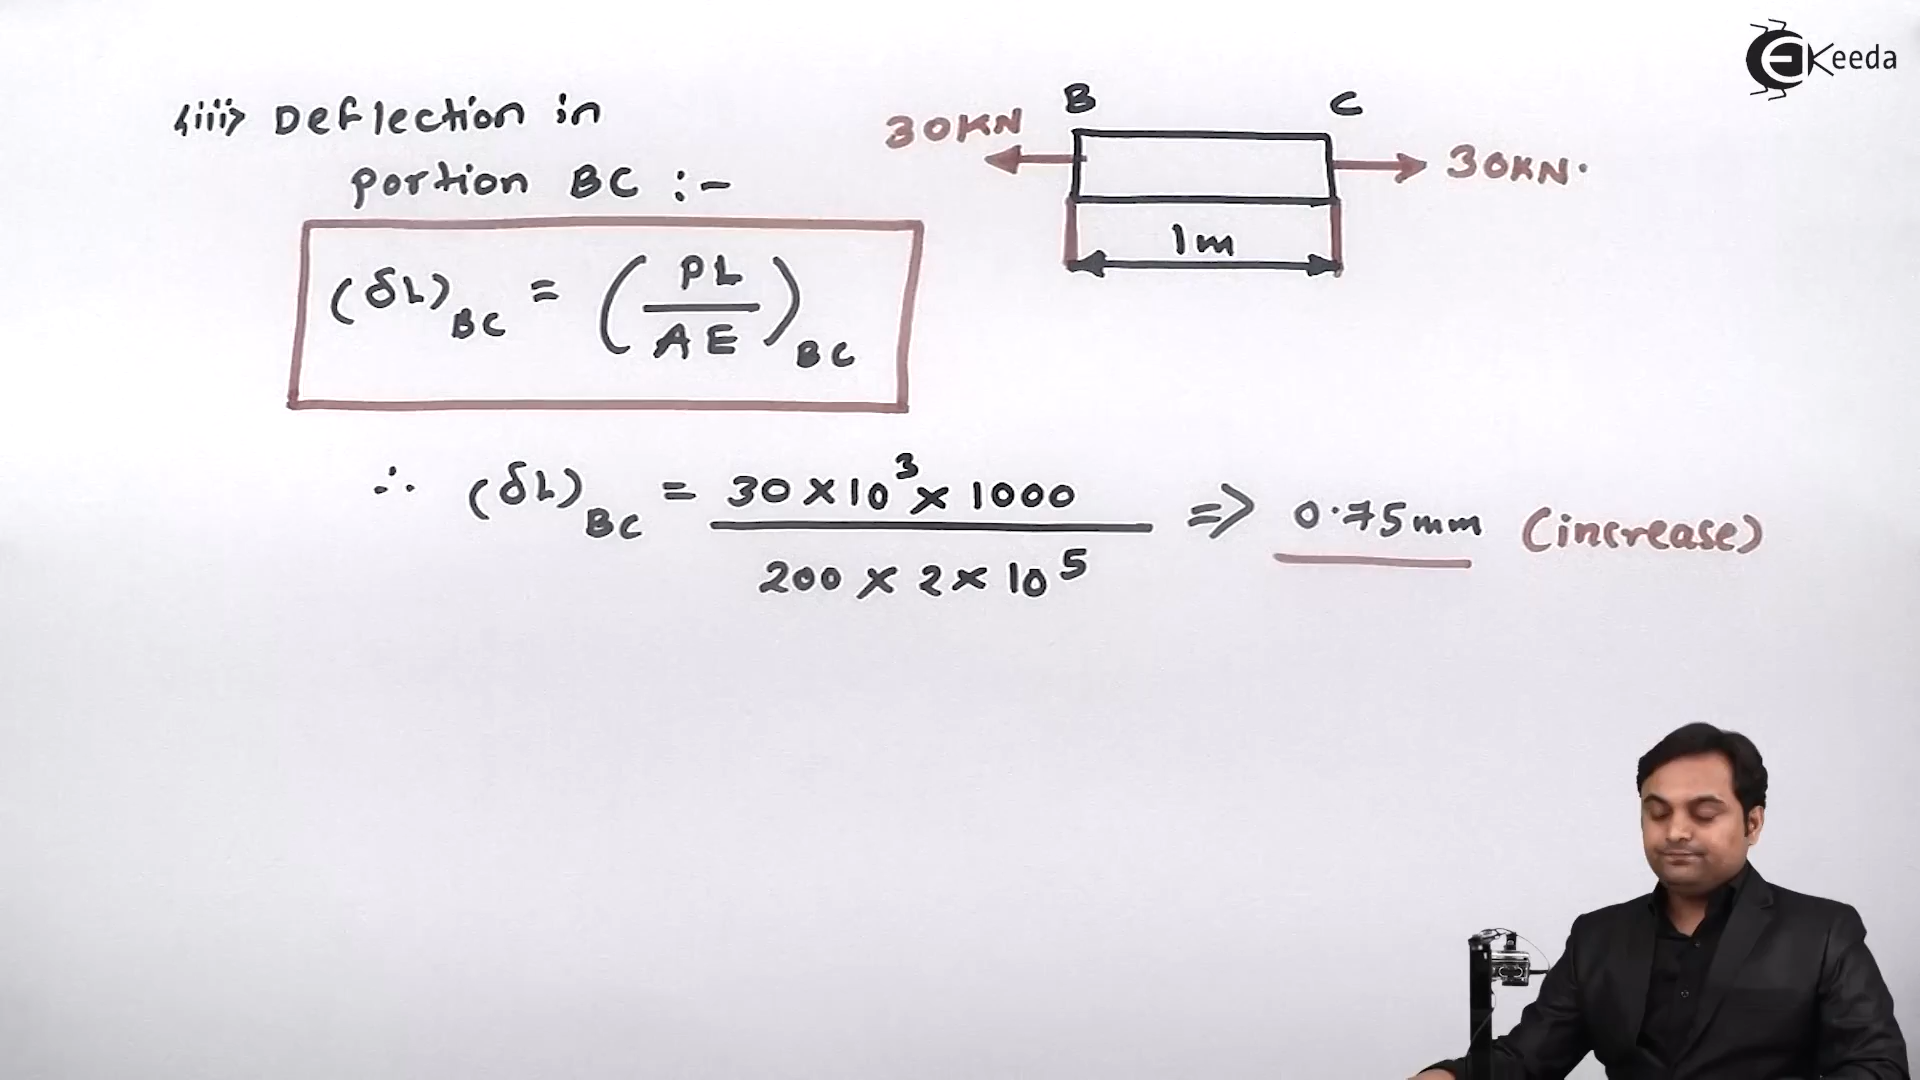 EKeeda
(iii) Deflection in
portion BC :-
B C
30KN 30KN.
1m
(δL)BC = (PL/AE)BC
∴ (δL)BC = 30 × 10³ × 1000 / 200 × 2 × 10⁵ => 0.75mm (increase)